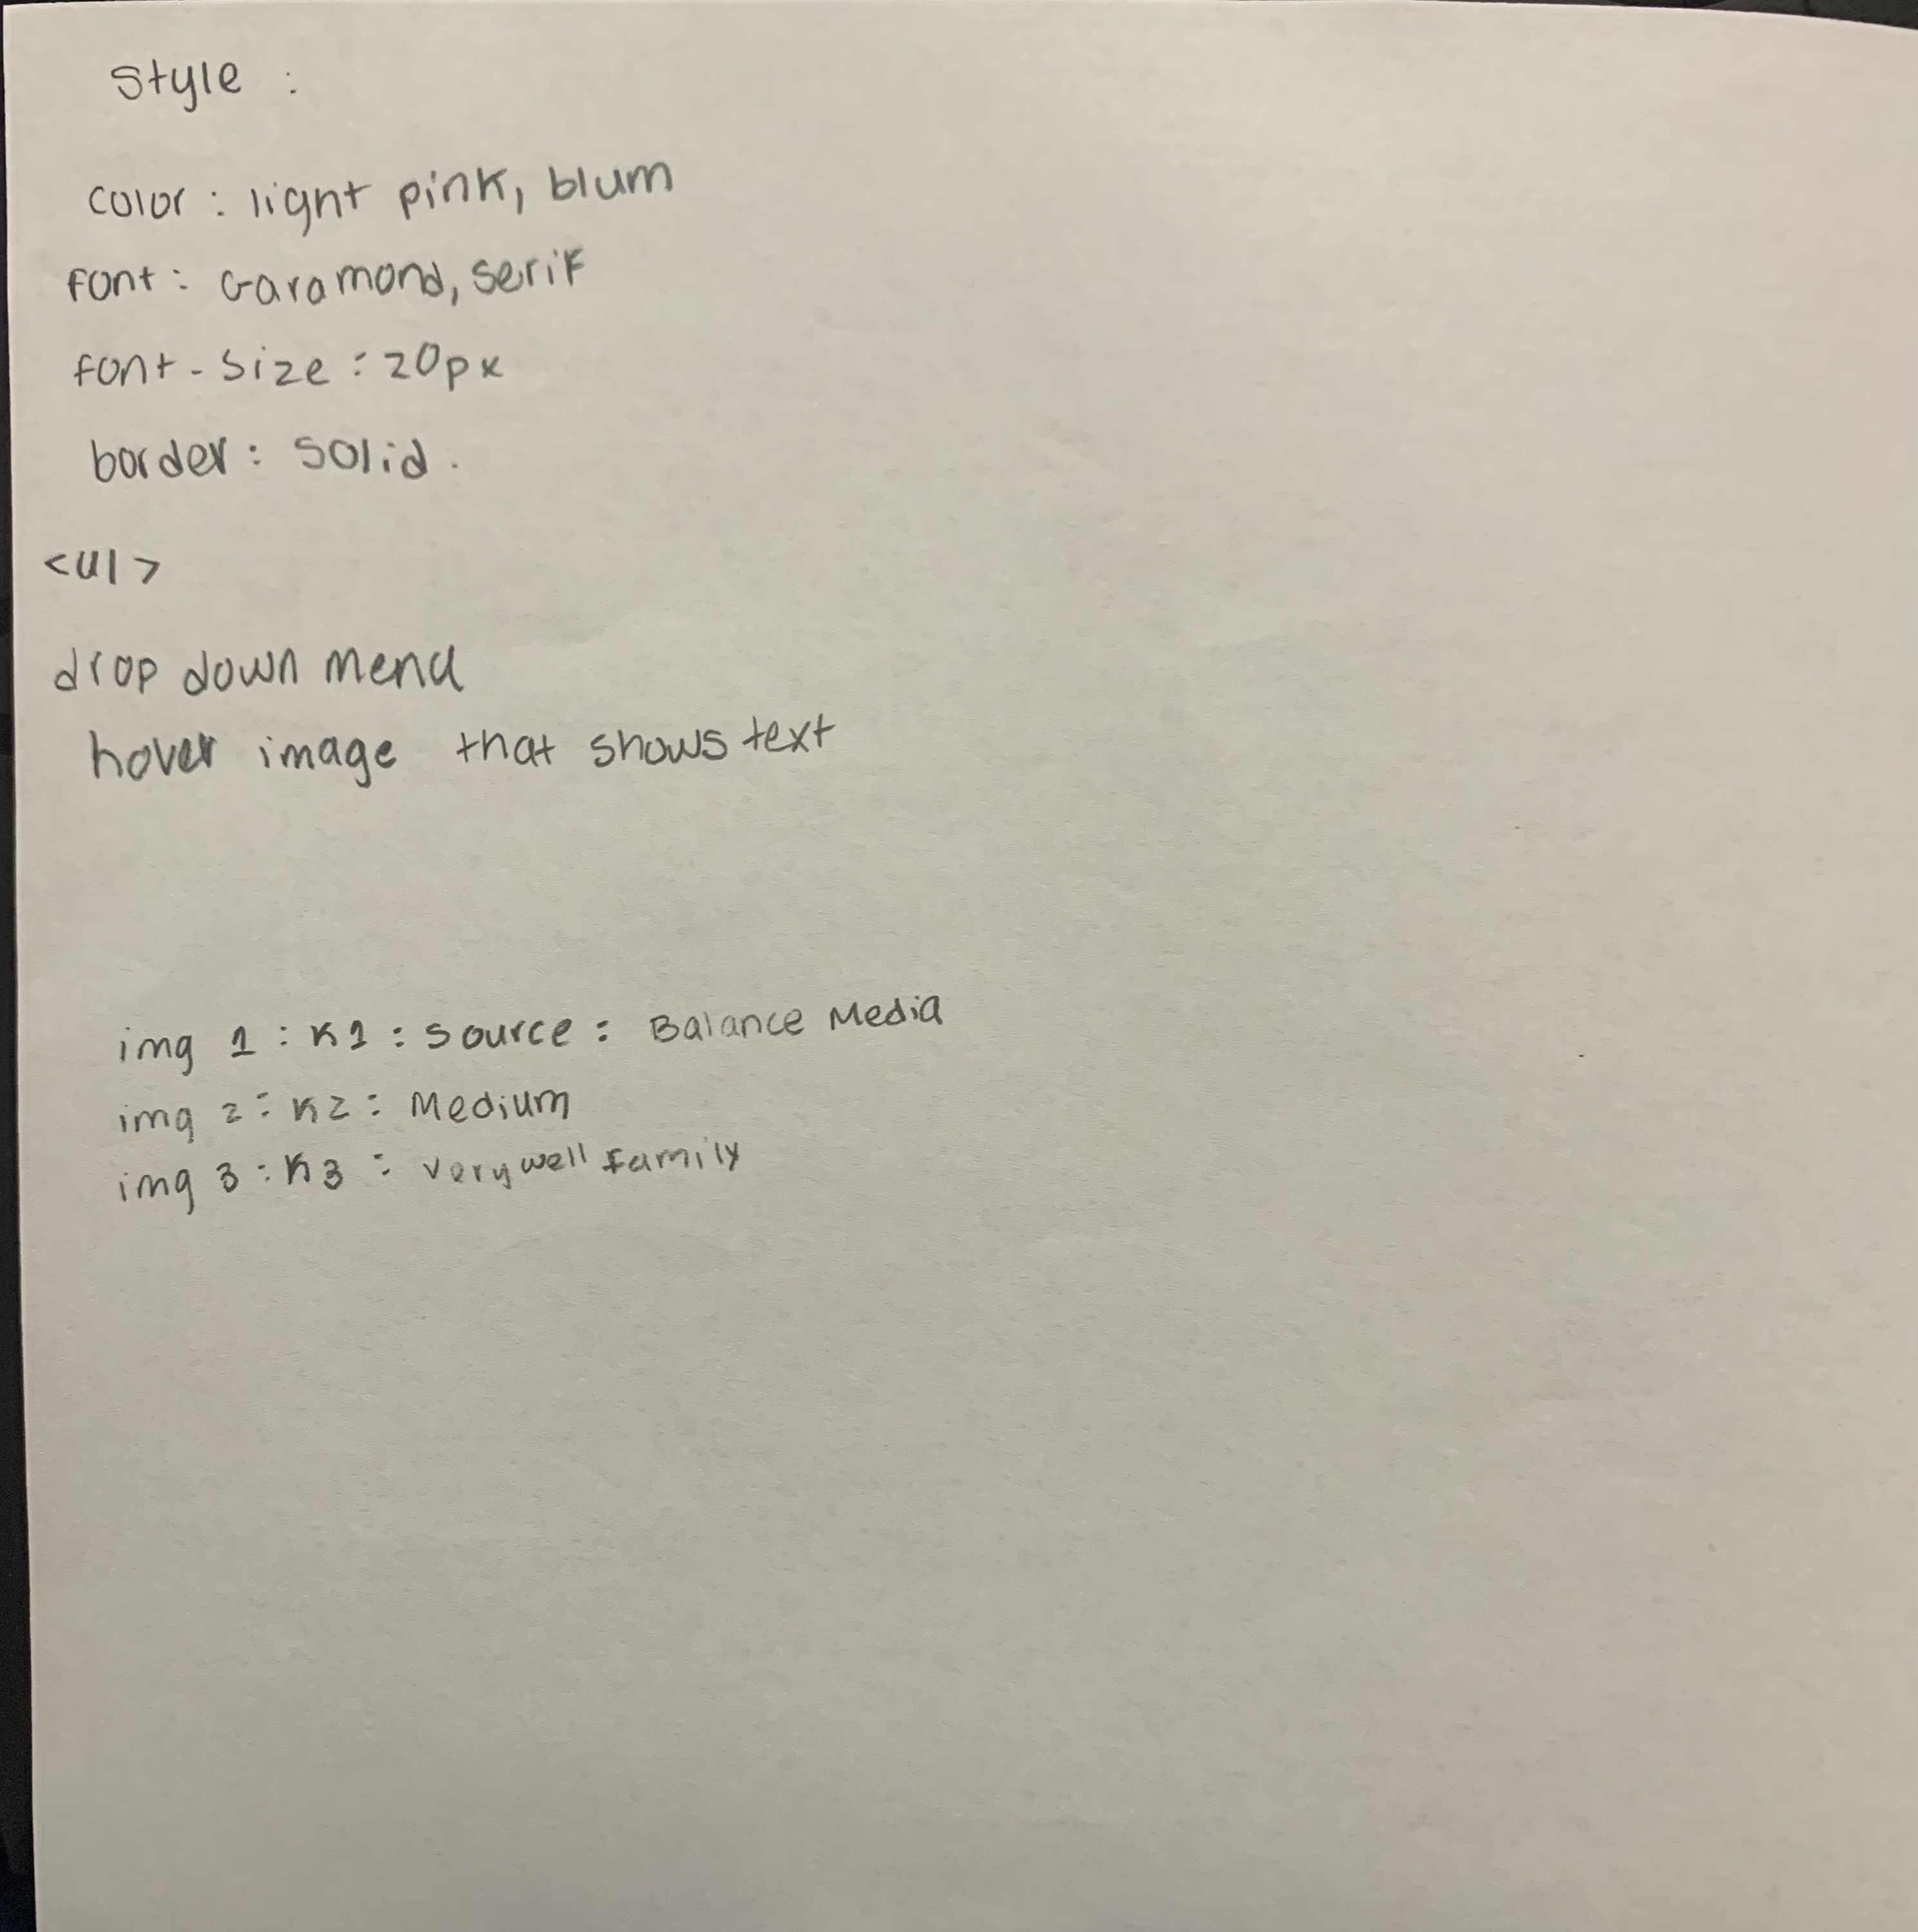 style :
color : light pink, blum
font : Garamond, serif
font-size : 20px
border : solid.
<ul>
drop down menu
hover image that shows text
img 1 : K1 : source : Balance Media
img 2 : K2 : Medium
img 3 : K3 : verywell family